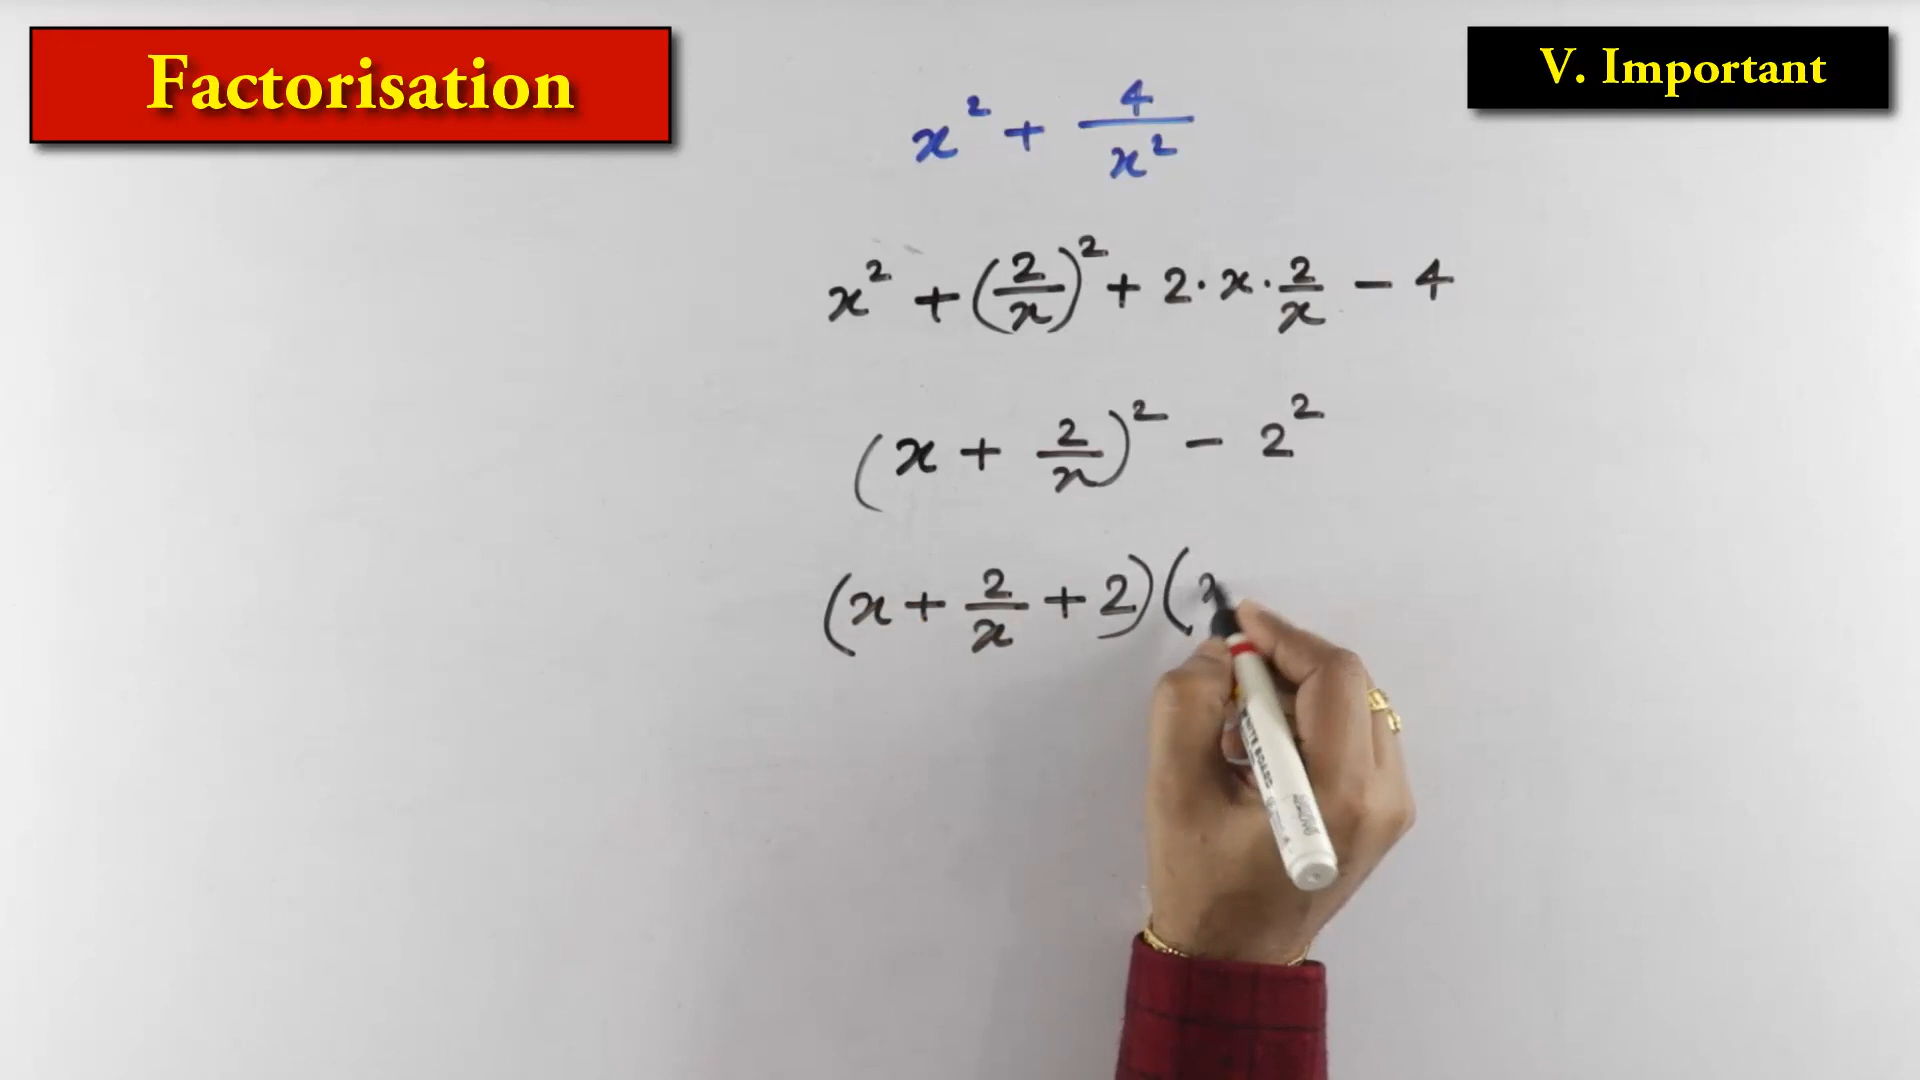 Factorisation
V. Important
x² + 4/x²
x² + (2/x)² + 2·x·2/x − 4
(x + 2/x)² − 2²
(x + 2/x + 2)(x